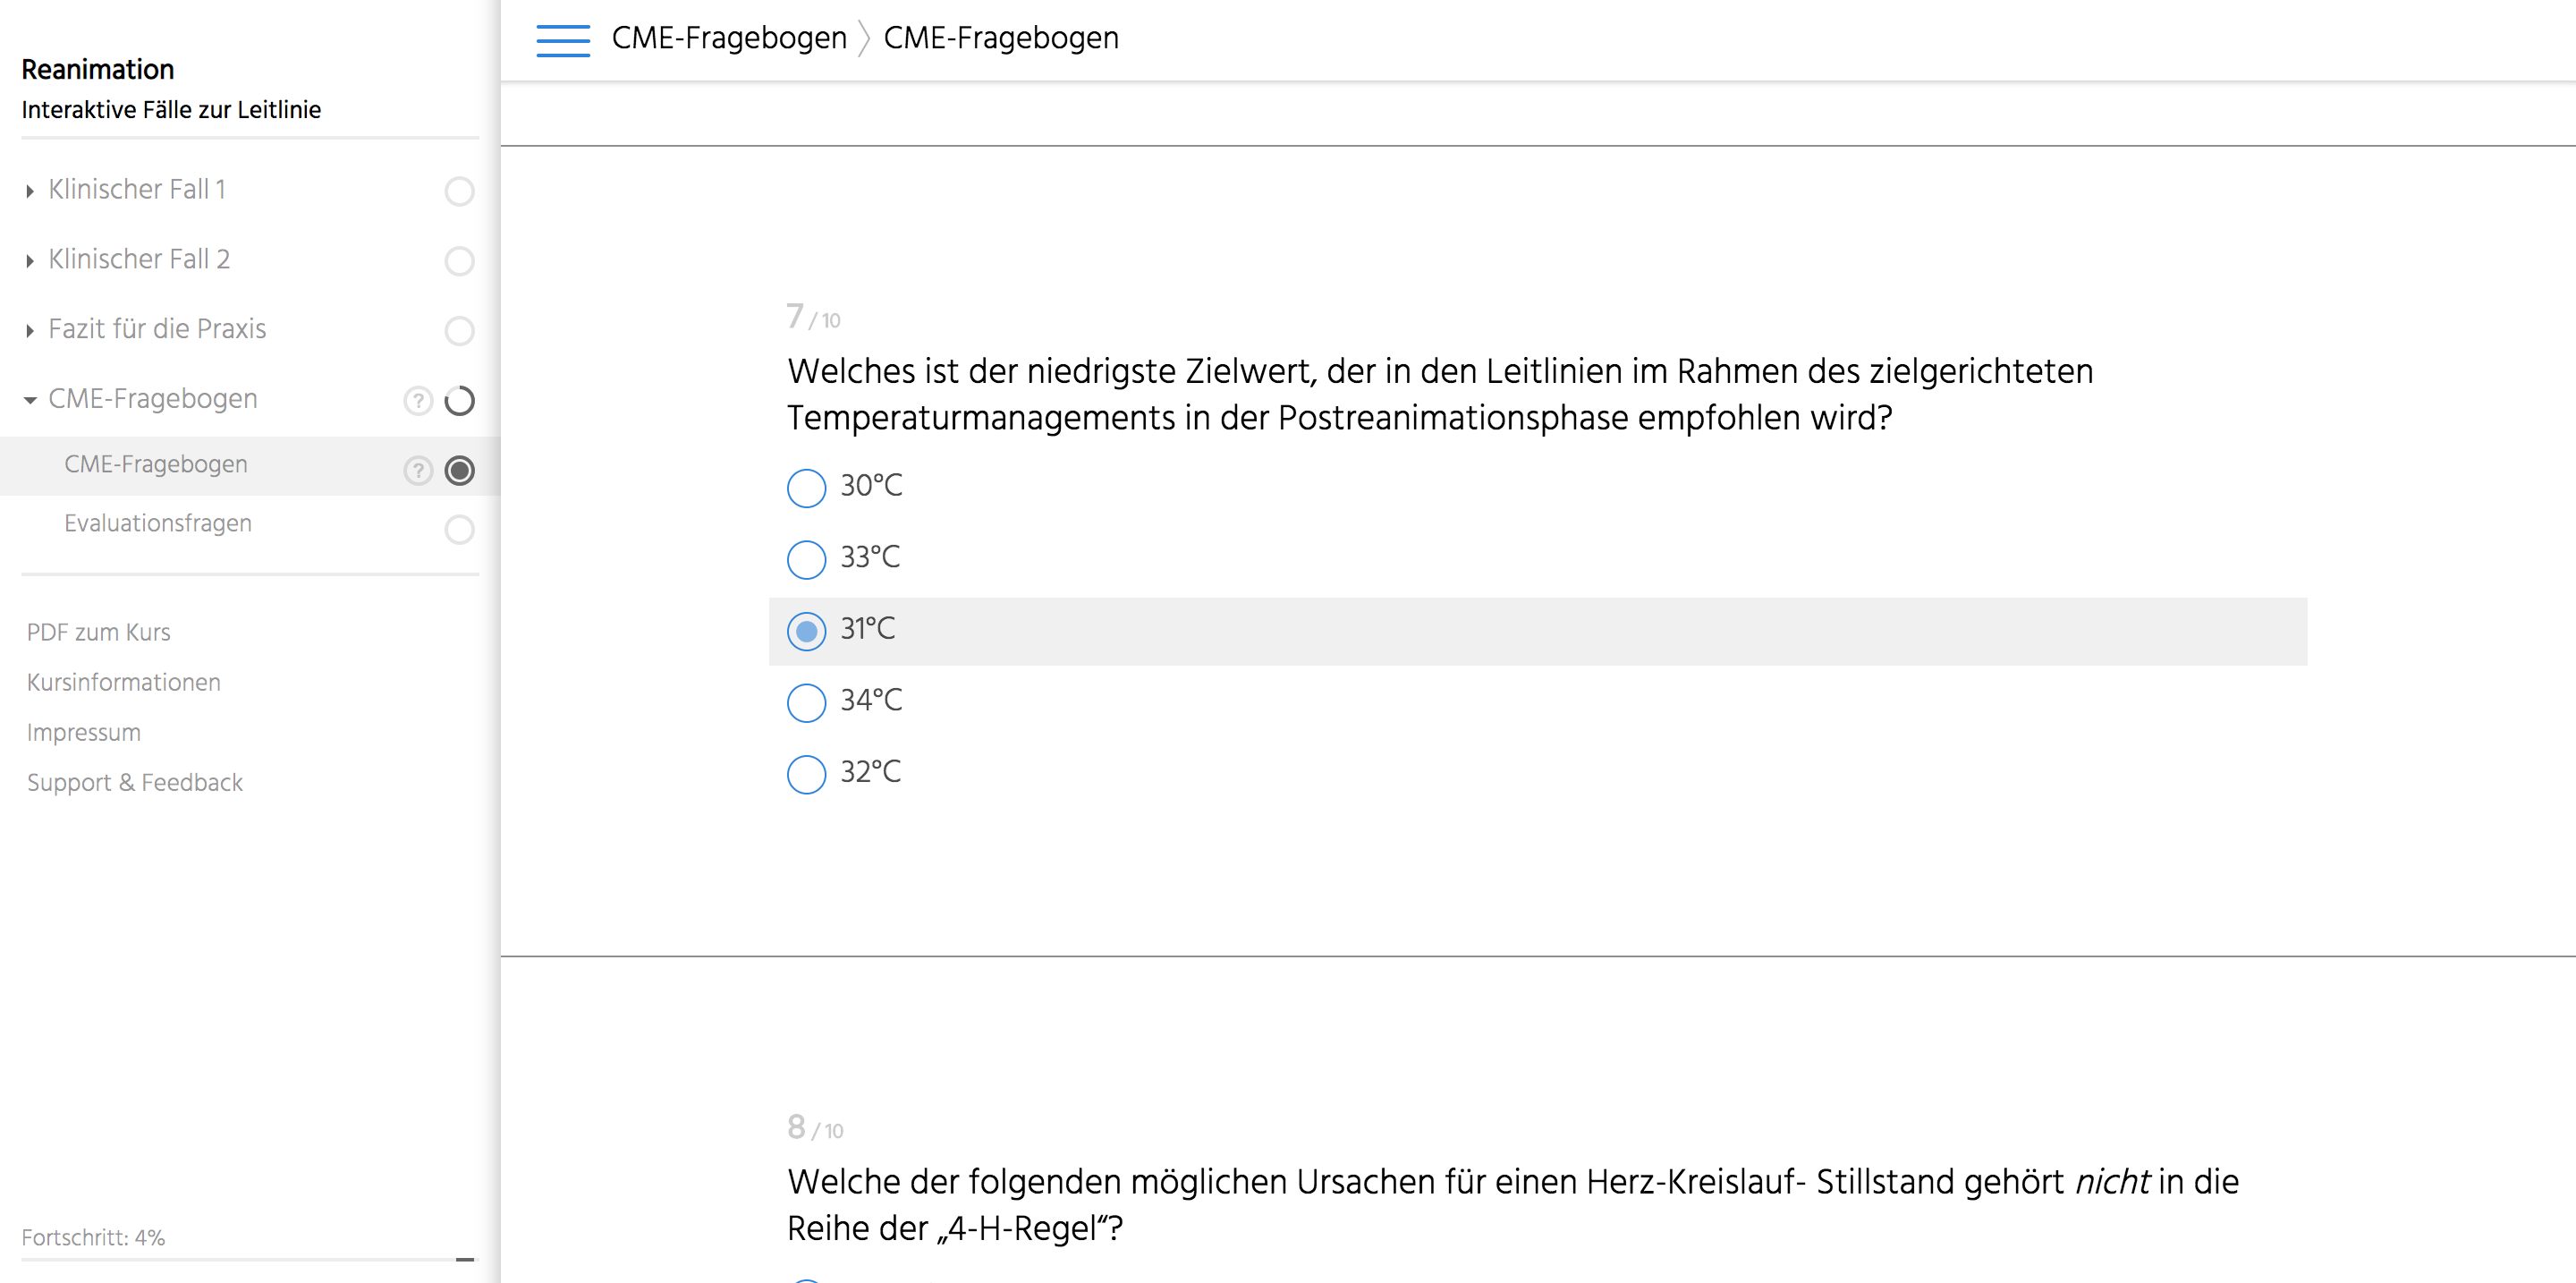 Reanimation
Interaktive Fälle zur Leitlinie
Klinischer Fall 1
Klinischer Fall 2
Fazit für die Praxis
CME-Fragebogen ?
CME-Fragebogen ?
Evaluationsfragen
PDF zum Kurs
Kursinformationen
Impressum
Support & Feedback
Fortschritt: 4%
CME-Fragebogen 〉 CME-Fragebogen
7 / 10
Welches ist der niedrigste Zielwert, der in den Leitlinien im Rahmen des zielgerichteten
Temperaturmanagements in der Postreanimationsphase empfohlen wird?
30°C
33°C
31°C
34°C
32°C
8 / 10
Welche der folgenden möglichen Ursachen für einen Herz-Kreislauf- Stillstand gehört nicht in die
Reihe der „4-H-Regel“?